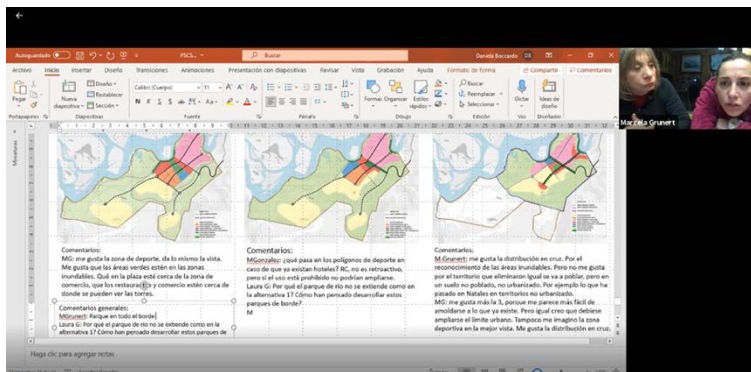 Autoguardado
PSCS...
Buscar
Daniela Boccardo
DB
Archivo
Inicio
Insertar
Diseño
Transiciones
Animaciones
Presentación con diapositivas
Revisar
Vista
Grabación
Ayuda
Formato de forma
Compartir
Comentarios
Pegar
Nueva
diapositiva
Diseño
Restablecer
Sección
Calibri (Cuerpo)
11
Formas
Organizar
Estilos
rápidos
Buscar
Reemplazar
Seleccionar
Dictar
Ideas de
diseño
Portapapeles
Diapositivas
Fuente
Párrafo
Dibujo
Edición
Voz
Diseñador
Marcela Grunert
Miniaturas
Comentarios:
MG: me gusta la zona de deporte, da lo mismo la vista.
Me gusta que las áreas verdes estén en las zonas
inundables. Qué en la plaza esté cerca de la zona de
comercio, que los restaurant y comercio estén cerca de
donde se pueden ver las torres.
Comentarios generales:
MGrunert: Parque en todo el borde
Laura G: Por qué el parque de rio no se extiende como en la
alternativa 1? Cómo han pensado desarrollar estos parques de
Comentarios:
MGonzalez: ¿qué pasa en los polígonos de deporte en
caso de que ya existan hoteles? RC, no es retroactivo,
pero si el uso está prohibido no podrían ampliarse.
Laura G: Por qué el parque de rio no se extiende como en
la alternativa 1? Cómo han pensado desarrollar estos
parques de borde?
M
Comentarios:
M.Grunert: me gusta la distribución en cruz. Por el
reconocimiento de las áreas inundables. Pero no me gusta
por el territorio que eliminaron igual se va a poblar, pero en
un suelo no poblado, no urbanizado. Por ejemplo lo que ha
pasado en Natales en territorios no urbanizado.
MG: me gusta más la 3, porque me parece más fácil de
amoldarse a lo que ya existe. Pero igual creo que debiese
ampliarse el límite urbano. Tampoco me imagino la zona
deportiva en la mejor vista. Me gusta la distribución en cruz,
Haga clic para agregar notas